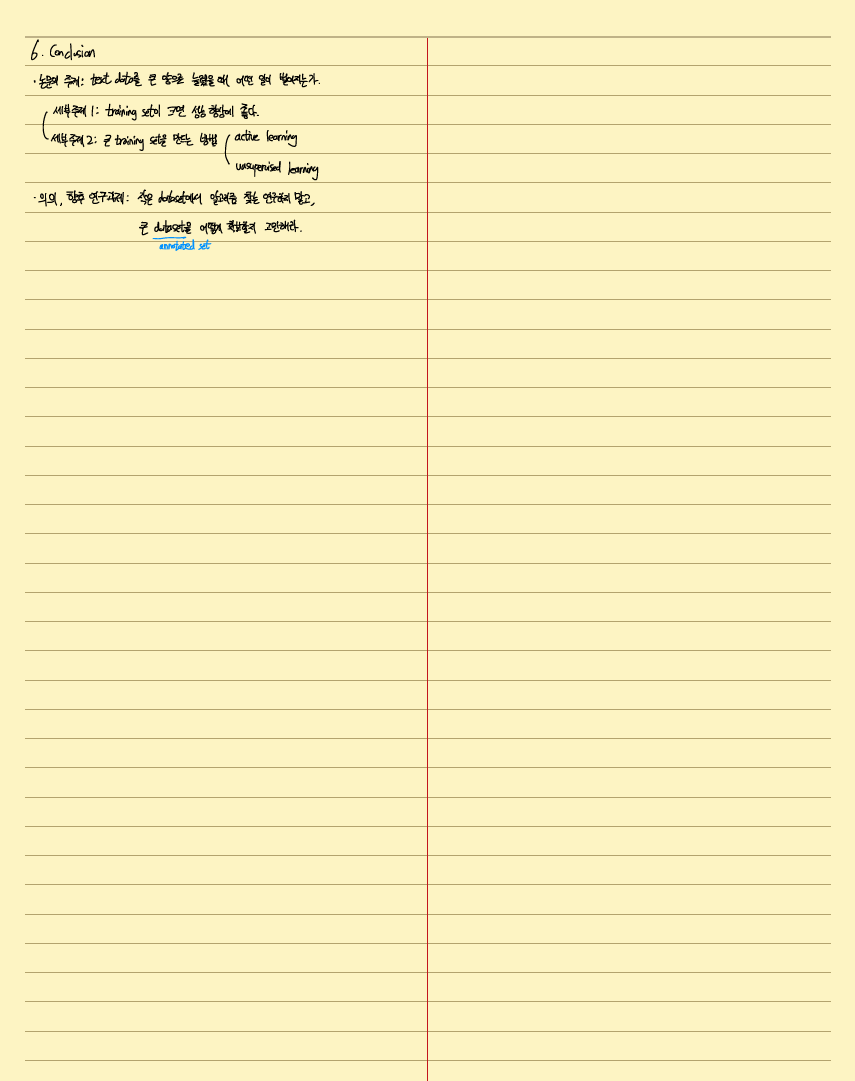 6. Conclusion
· 논문의 주제: text data를 큰 양으로 늘렸을 때, 어떤 일이 벌어지는가.
세부주제 1: training set이 크면 성능 향상에 좋다.
세부주제 2: 큰 training set을 만드는 방법 active learning
unsupervised learning
· 의의, 향후 연구과제: 작은 dataset에서 알고리즘 찾는 연구하지 말고,
큰 dataset을 어떻게 확보할지 고민해라.
annotated set